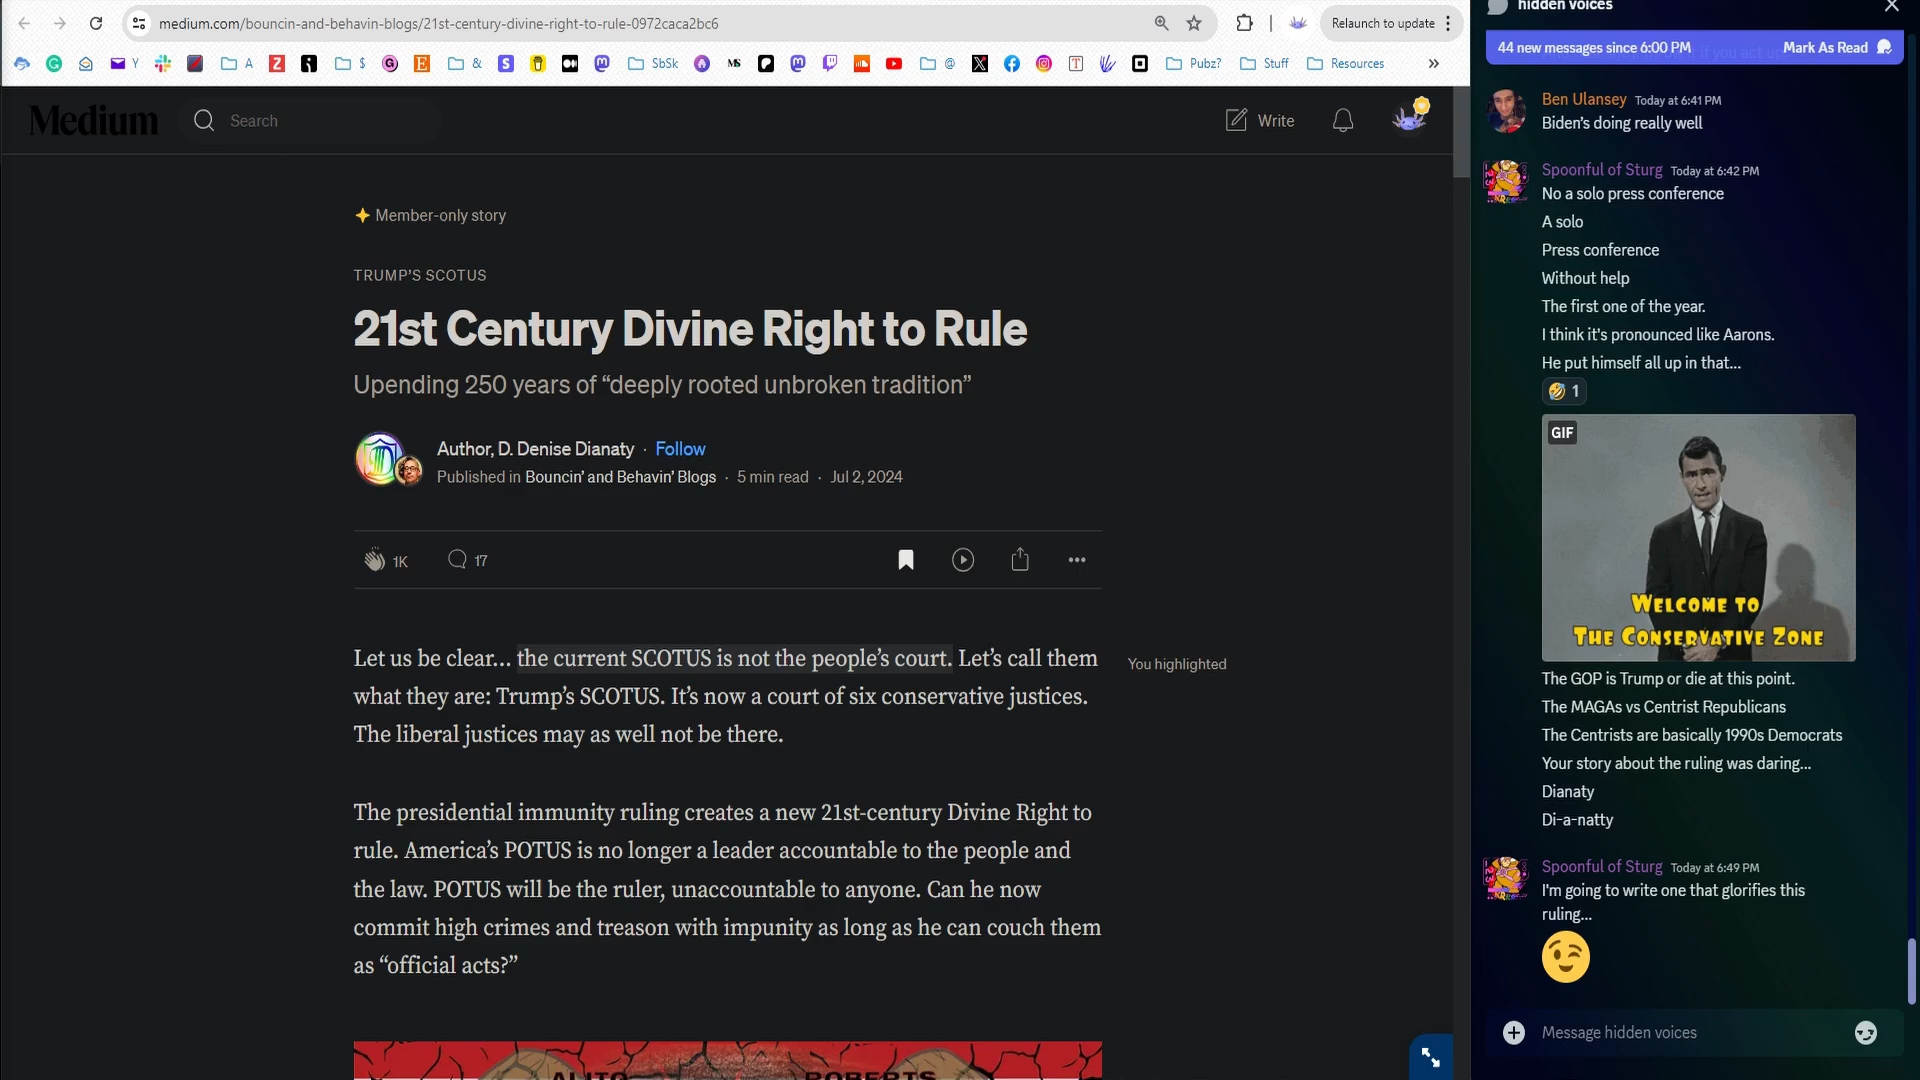 medium.com/bouncin-and-behavin-blogs/21st-century-divine-right-to-rule-0972caca2bc6
Relaunch to update
Y
A
$
&
SbSk
@
Pubz?
Stuff
Resources
Medium
Search
Write
Member-only story
TRUMP'S SCOTUS
21st Century Divine Right to Rule
Upending 250 years of “deeply rooted unbroken tradition”
Author, D. Denise Dianaty · Follow
Published in Bouncin’ and Behavin’ Blogs · 5 min read · Jul 2, 2024
1K
17
Let us be clear… the current SCOTUS is not the people’s court. Let’s call them
what they are: Trump’s SCOTUS. It’s now a court of six conservative justices.
The liberal justices may as well not be there.
You highlighted
The presidential immunity ruling creates a new 21st-century Divine Right to
rule. America’s POTUS is no longer a leader accountable to the people and
the law. POTUS will be the ruler, unaccountable to anyone. Can he now
commit high crimes and treason with impunity as long as he can couch them
as “official acts?”
ALITO
ROBERTS
hidden voices
44 new messages since 6:00 PM
Mark As Read
Ben Ulansey Today at 6:41 PM
Biden's doing really well
Spoonful of Sturg Today at 6:42 PM
No a solo press conference
A solo
Press conference
Without help
The first one of the year.
I think it's pronounced like Aarons.
He put himself all up in that...
1
GIF
WELCOME TO
THE CONSERVATIVE ZONE
The GOP is Trump or die at this point.
The MAGAs vs Centrist Republicans
The Centrists are basically 1990s Democrats
Your story about the ruling was daring...
Dianaty
Di-a-natty
Spoonful of Sturg Today at 6:49 PM
I'm going to write one that glorifies this
ruling...
Message hidden voices